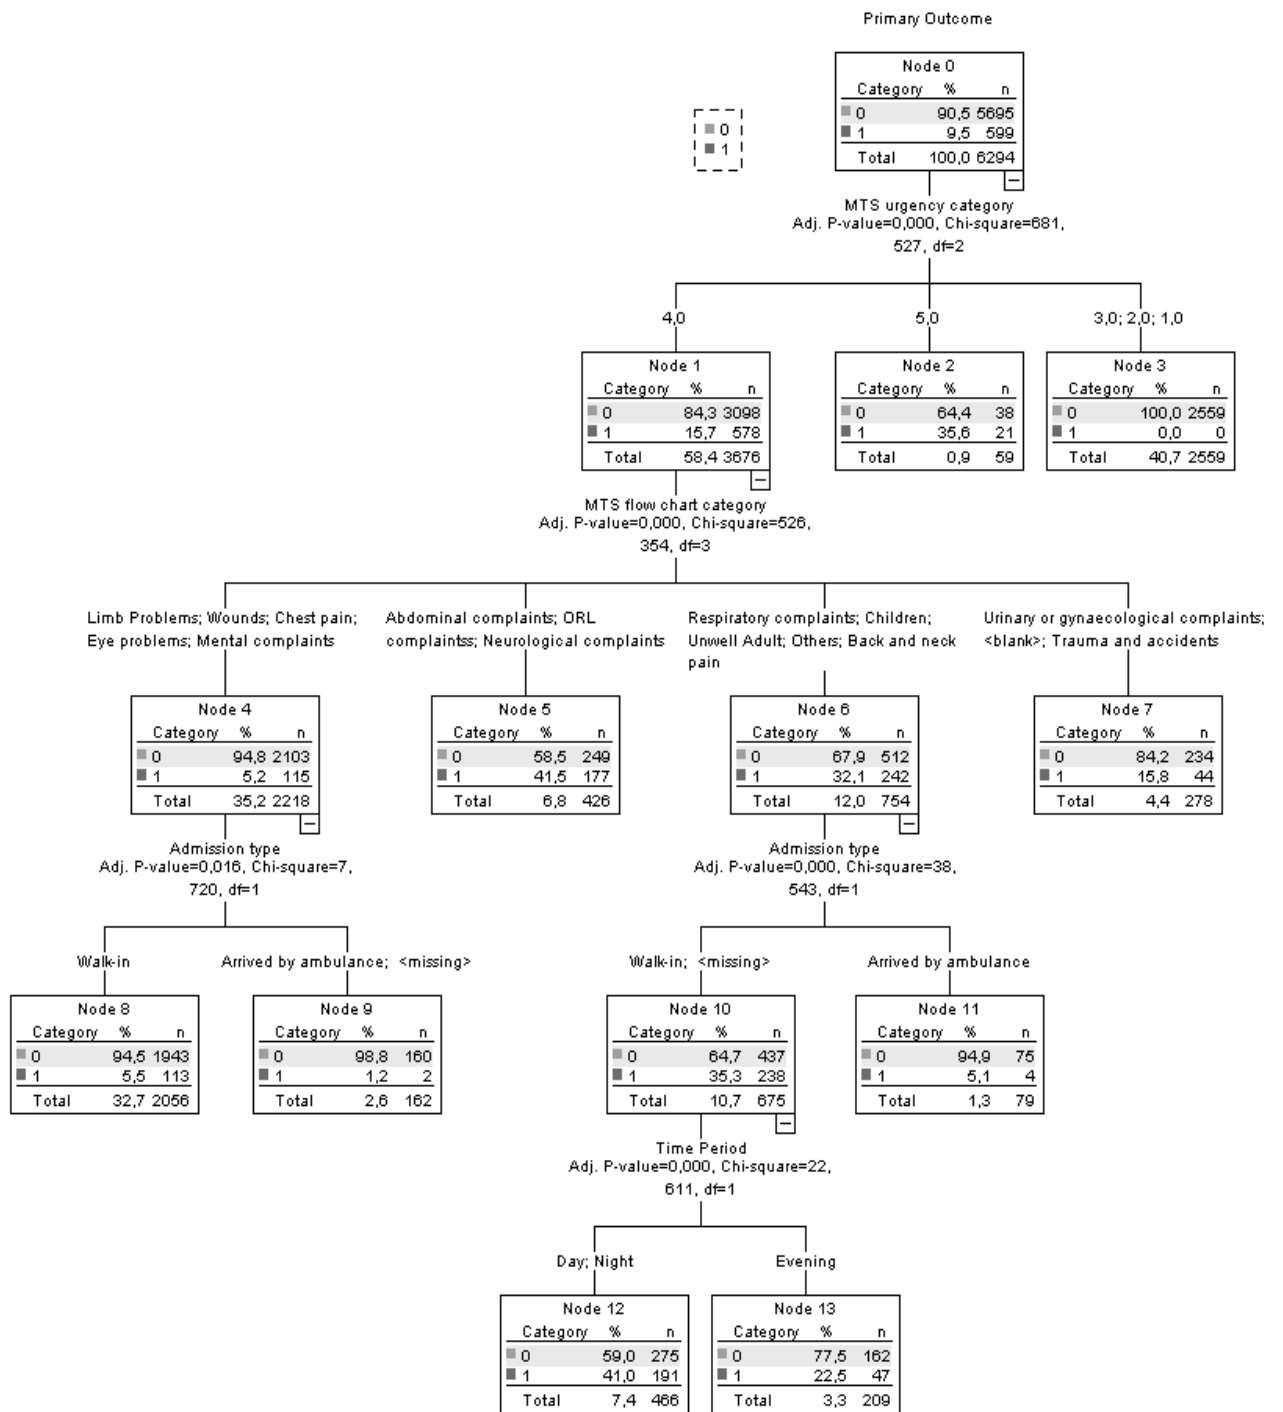 Primary Outcome
Node 0
Category % n
0 90,5 5695
1 9,5 599
Total 100,0 6294
0
1
MTS urgency category
Adj. P-value=0,000, Chi-square=681,
527, df=2
4,0
5,0
3,0; 2,0; 1,0
Node 1
Category % n
0 84,3 3098
1 15,7 578
Total 58,4 3676
Node 2
Category % n
0 64,4 38
1 35,6 21
Total 0,9 59
Node 3
Category % n
0 100,0 2559
1 0,0 0
Total 40,7 2559
MTS flow chart category
Adj. P-value=0,000, Chi-square=526,
354, df=3
Limb Problems; Wounds; Chest pain;
Eye problems; Mental complaints
Abdominal complaints; ORL
complaintss; Neurological complaints
Respiratory complaints; Children;
Unwell Adult; Others; Back and neck
pain
Urinary or gynaecological complaints;
<blank>; Trauma and accidents
Node 4
Category % n
0 94,8 2103
1 5,2 115
Total 35,2 2218
Node 5
Category % n
0 58,5 249
1 41,5 177
Total 6,8 426
Node 6
Category % n
0 67,9 512
1 32,1 242
Total 12,0 754
Node 7
Category % n
0 84,2 234
1 15,8 44
Total 4,4 278
Admission type
Adj. P-value=0,016, Chi-square=7,
720, df=1
Admission type
Adj. P-value=0,000, Chi-square=38,
543, df=1
Walk-in
Arrived by ambulance; <missing>
Walk-in; <missing>
Arrived by ambulance
Node 8
Category % n
0 94,5 1943
1 5,5 113
Total 32,7 2056
Node 9
Category % n
0 98,8 160
1 1,2 2
Total 2,6 162
Node 10
Category % n
0 64,7 437
1 35,3 238
Total 10,7 675
Node 11
Category % n
0 94,9 75
1 5,1 4
Total 1,3 79
Time Period
Adj. P-value=0,000, Chi-square=22,
611, df=1
Day; Night
Evening
Node 12
Category % n
0 59,0 275
1 41,0 191
Total 7,4 466
Node 13
Category % n
0 77,5 162
1 22,5 47
Total 3,3 209